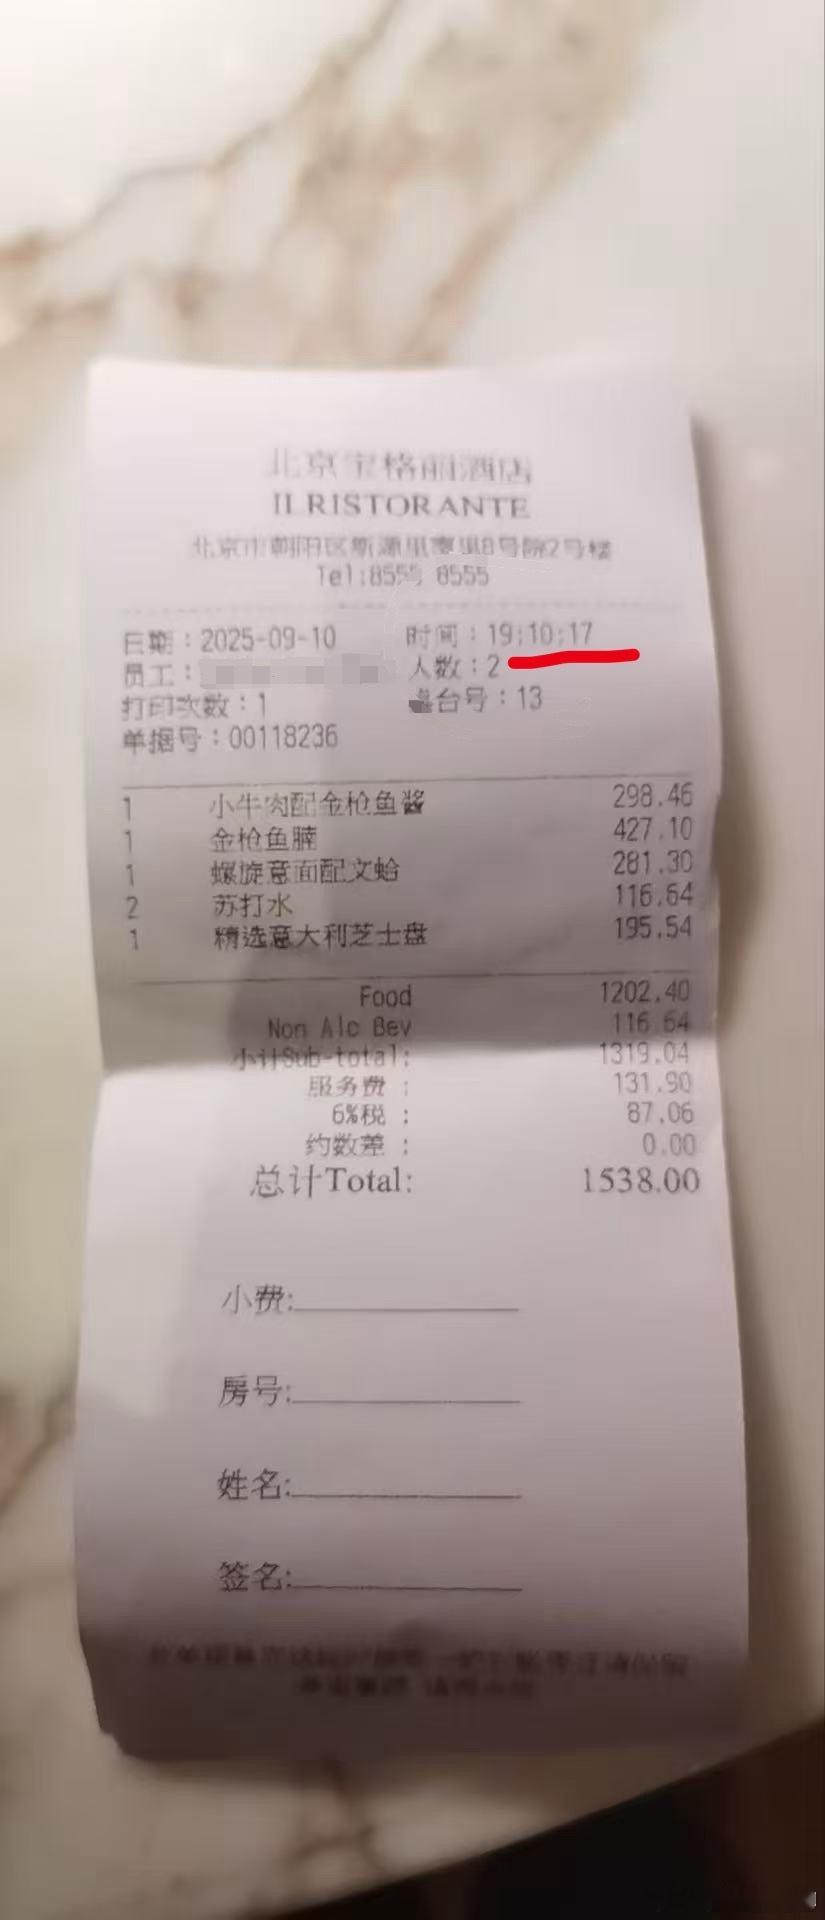 北京宝格丽酒店
IL RISTORANTE
北京市朝阳区新源里南里8号院2号楼
Tel:8555 8555
日期：2025-09-10 时间：19:10:17
员工： 人数：2
打印次数：1 台号：13
单据号：00118236
1 小牛肉配金枪鱼酱 298.46
1 金枪鱼腩 427.10
1 螺旋意面配文蛤 281.30
2 苏打水 116.64
1 精选意大利芝士盘 195.54
Food 1202.40
Non Alc Bev 116.64
小计Sub-total: 1319.04
服务费： 131.90
6%税： 87.06
约数差： 0.00
总计Total: 1538.00
小费:
房号:
姓名:
签名: